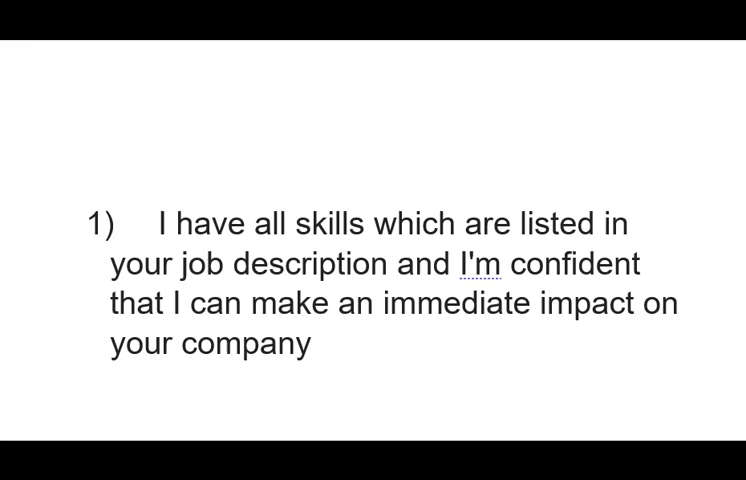 1) I have all skills which are listed in
your job description and I'm confident
that I can make an immediate impact on
your company